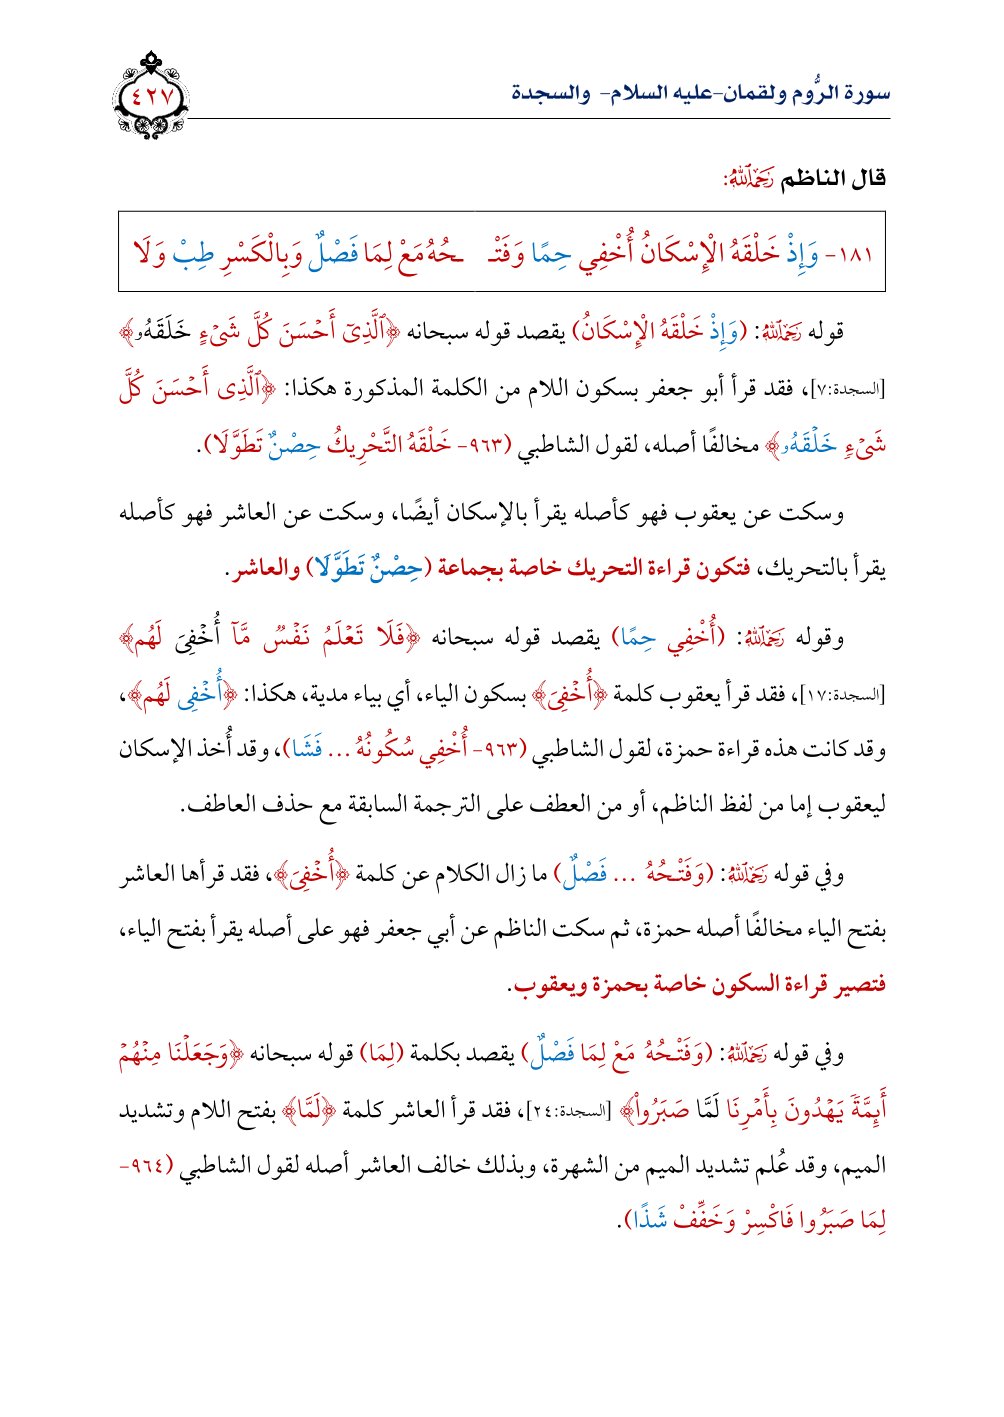 سورة الرُّوم ولقمان-عليه السلام- والسجدة
٤٢٧
قال الناظم رَحِمَهُ ٱللَّهُ:
١٨١- وَإِذْ خَلْقَهُ الْإِسْكَانُ أُخْفِي حِمًا وَفَتْـ ـحُهُ مَعْ لِمَا فَصْلٌ وَبِالْكَسْرِ طِبْ وَلَا
قوله رَحِمَهُ ٱللَّهُ: (وَإِذْ خَلْقَهُ الْإِسْكَانُ) يقصد قوله سبحانه ﴿ٱلَّذِيٓ أَحۡسَنَ كُلَّ شَيۡءٍ خَلَقَهُۥ﴾
[السجدة:٧]، فقد قرأ أبو جعفر بسكون اللام من الكلمة المذكورة هكذا: ﴿ٱلَّذِى أَحۡسَنَ كُلَّ
شَىۡءٍ خَلۡقَهُۥ﴾ مخالفًا أصله، لقول الشاطبي (٩٦٣- خَلْقَهُ التَّحْرِيكُ حِصْنٌ تَطَوَّلَا).
وسكت عن يعقوب فهو كأصله يقرأ بالإسكان أيضًا، وسكت عن العاشر فهو كأصله
يقرأ بالتحريك، فتكون قراءة التحريك خاصة بجماعة (حِصْنٌ تَطَوَّلَا) والعاشر.
وقوله رَحِمَهُ ٱللَّهُ: (أُخْفِي حِمًا) يقصد قوله سبحانه ﴿فَلَا تَعۡلَمُ نَفۡسٌ مَّآ أُخۡفِيَ لَهُم﴾
[السجدة:١٧]، فقد قرأ يعقوب كلمة ﴿أُخۡفِيَ﴾ بسكون الياء، أي بياء مدية، هكذا: ﴿أُخۡفِى لَهُم﴾،
وقد كانت هذه قراءة حمزة، لقول الشاطبي (٩٦٣- أُخْفِي سُكُونُهُ ... فَشَا)، وقد أُخذ الإسكان
ليعقوب إما من لفظ الناظم، أو من العطف على الترجمة السابقة مع حذف العاطف.
وفي قوله رَحِمَهُ ٱللَّهُ: (وَفَتْحُهُ ... فَصْلٌ) ما زال الكلام عن كلمة ﴿أُخۡفِيَ﴾، فقد قرأها العاشر
بفتح الياء مخالفًا أصله حمزة، ثم سكت الناظم عن أبي جعفر فهو على أصله يقرأ بفتح الياء،
فتصير قراءة السكون خاصة بحمزة ويعقوب.
وفي قوله رَحِمَهُ ٱللَّهُ: (وَفَتْحُهُ مَعْ لِمَا فَصْلٌ) يقصد بكلمة (لِمَا) قوله سبحانه ﴿وَجَعَلۡنَا مِنۡهُمۡ
أَئِمَّةً يَهۡدُونَ بِأَمۡرِنَا لَمَّا صَبَرُواْ﴾ [السجدة:٢٤]، فقد قرأ العاشر كلمة ﴿لَمَّا﴾ بفتح اللام وتشديد
الميم، وقد عُلم تشديد الميم من الشهرة، وبذلك خالف العاشر أصله لقول الشاطبي (٩٦٤-
لِمَا صَبَرُوا فَاكْسِرْ وَخَفِّفْ شَذًا).